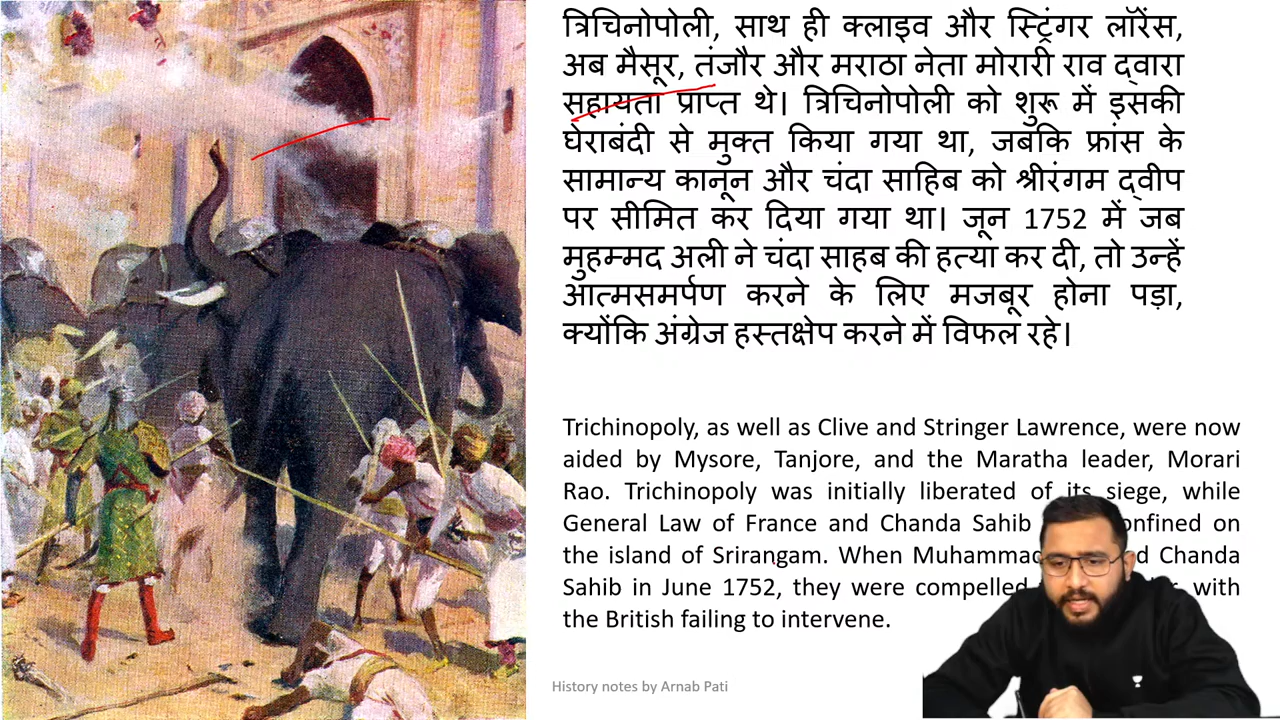 त्रिचिनोपोली, साथ ही क्लाइव और स्ट्रिंगर लॉरेंस,
अब मैसूर, तंजौर और मराठा नेता मोरारी राव द्वारा
सहायता प्राप्त थे। त्रिचिनोपोली को शुरू में इसकी
घेराबंदी से मुक्त किया गया था, जबकि फ्रांस के
सामान्य कानून और चंदा साहिब को श्रीरंगम द्वीप
पर सीमित कर दिया गया था। जून 1752 में जब
मुहम्मद अली ने चंदा साहब की हत्या कर दी, तो उन्हें
आत्मसमर्पण करने के लिए मजबूर होना पड़ा,
क्योंकि अंग्रेज हस्तक्षेप करने में विफल रहे।
Trichinopoly, as well as Clive and Stringer Lawrence, were now
aided by Mysore, Tanjore, and the Maratha leader, Morari
Rao. Trichinopoly was initially liberated of its siege, while
General Law of France and Chanda Sahib onfined on
the island of Srirangam. When Muhammad Chanda
Sahib in June 1752, they were compelled with
the British failing to intervene.
History notes by Arnab Pati